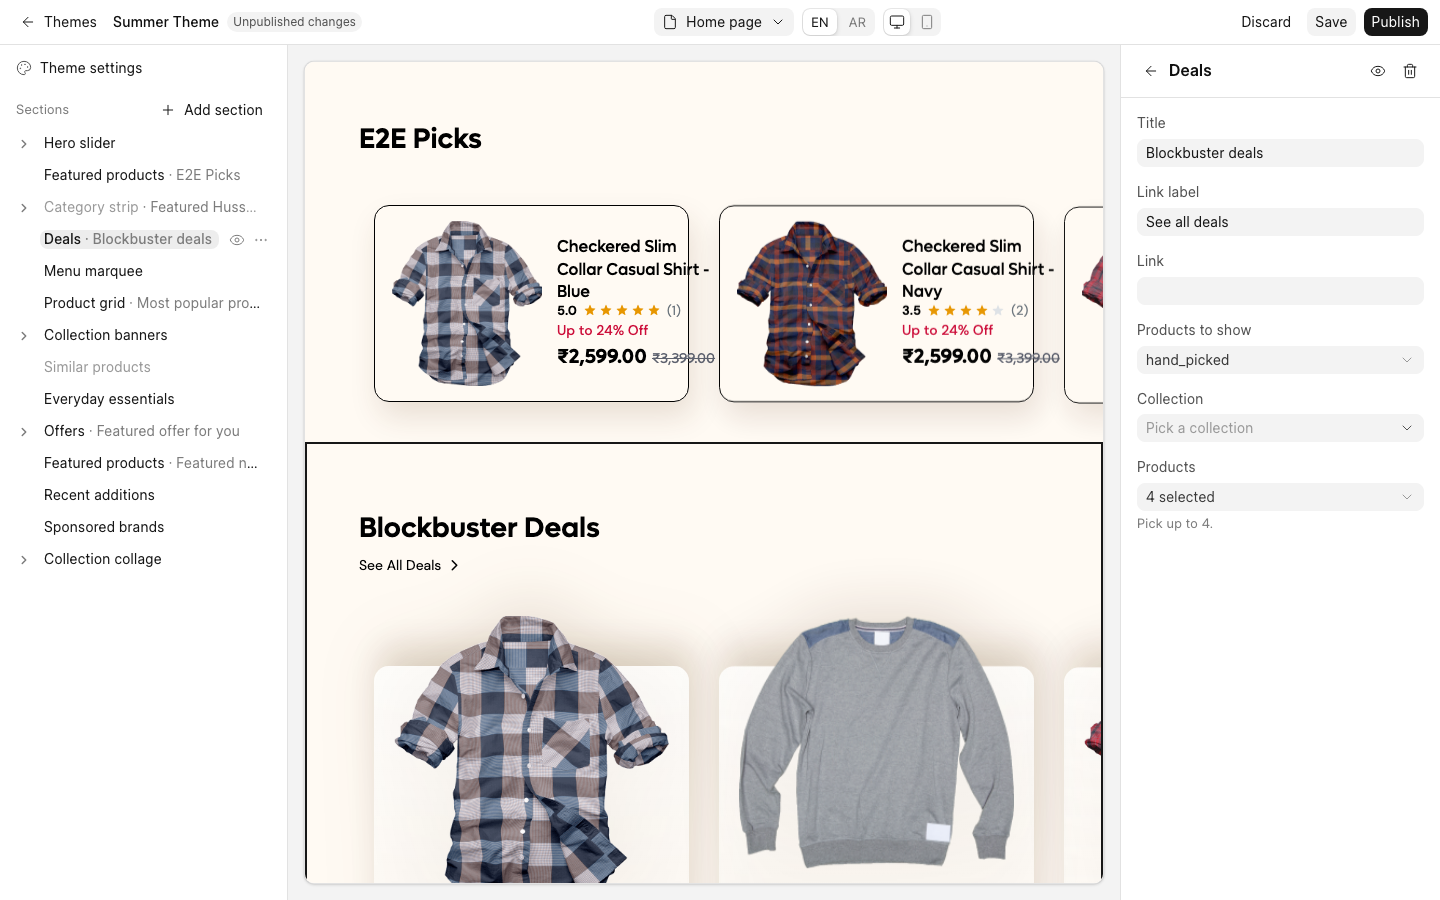 Themes
Summer Theme
Unpublished changes
Home page
EN
AR
Discard
Save
Publish
Theme settings
Sections
Add section
Hero slider
Featured products · E2E Picks
Category strip · Featured Huss...
Deals · Blockbuster deals
Menu marquee
Product grid · Most popular pro...
Collection banners
Similar products
Everyday essentials
Offers · Featured offer for you
Featured products · Featured n...
Recent additions
Sponsored brands
Collection collage
E2E Picks
Checkered Slim
Collar Casual Shirt -
Blue
5.0 (1)
Up to 24% Off
₹2,599.00 ₹3,399.00
Checkered Slim
Collar Casual Shirt -
Navy
3.5 (2)
Up to 24% Off
₹2,599.00 ₹3,399.00
Blockbuster Deals
See All Deals
Deals
Title
Blockbuster deals
Link label
See all deals
Link
Products to show
hand_picked
Collection
Pick a collection
Products
4 selected
Pick up to 4.